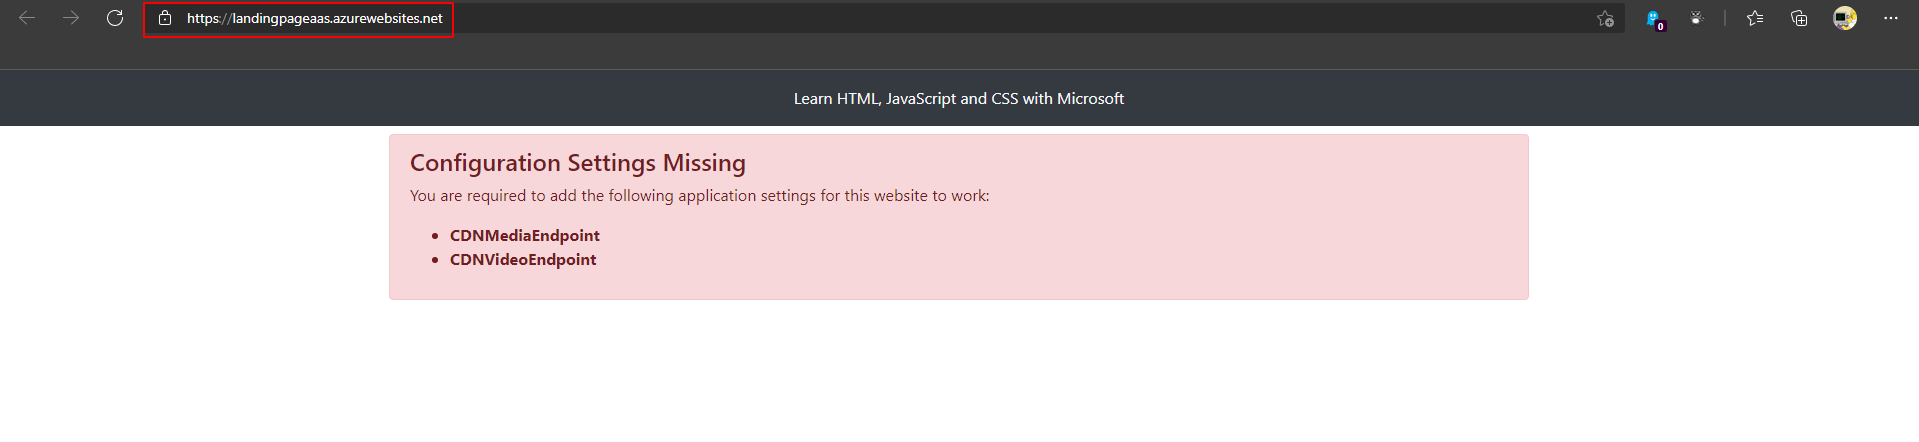 https://landingpageaas.azurewebsites.net
0
Learn HTML, JavaScript and CSS with Microsoft
Configuration Settings Missing
You are required to add the following application settings for this website to work:
• CDNMediaEndpoint
• CDNVideoEndpoint